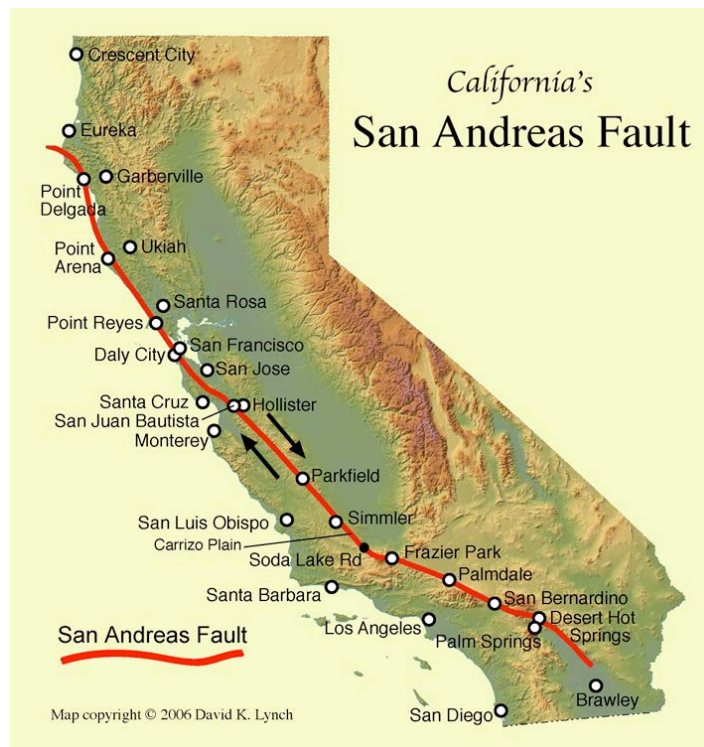 California's
San Andreas Fault
Crescent City
Eureka
Garberville
Point
Delgada
Ukiah
Point
Arena
Santa Rosa
Point Reyes
San Francisco
Daly City
San Jose
Santa Cruz
Hollister
San Juan Bautista
Monterey
Parkfield
San Luis Obispo
Simmler
Carrizo Plain
Soda Lake Rd
Frazier Park
Palmdale
Santa Barbara
San Bernardino
Los Angeles
Desert Hot
Springs
Palm Springs
San Andreas Fault
Brawley
San Diego
Map copyright © 2006 David K. Lynch